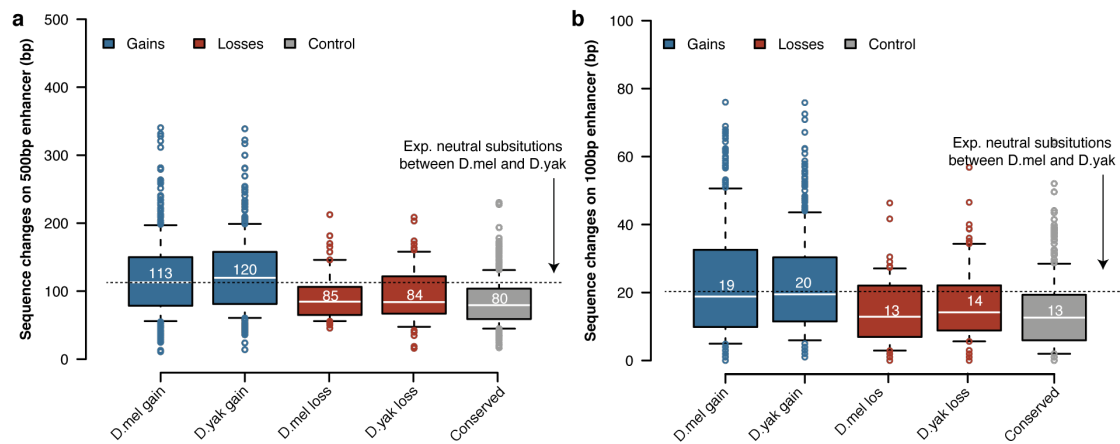 a
Sequence changes on 500bp enhancer (bp)
500
400
300
200
100
0
Gains
Losses
Control
Exp. neutral subsitutions
between D.mel and D.yak
113
120
85
84
80
D.mel gain
D.yak gain
D.mel loss
D.yak loss
Conserved
b
Sequence changes on 100bp enhancer (bp)
100
80
60
40
20
0
Gains
Losses
Control
Exp. neutral subsitutions
between D.mel and D.yak
19
20
13
14
13
D.mel gain
D.yak gain
D.mel los
D.yak loss
Conserved